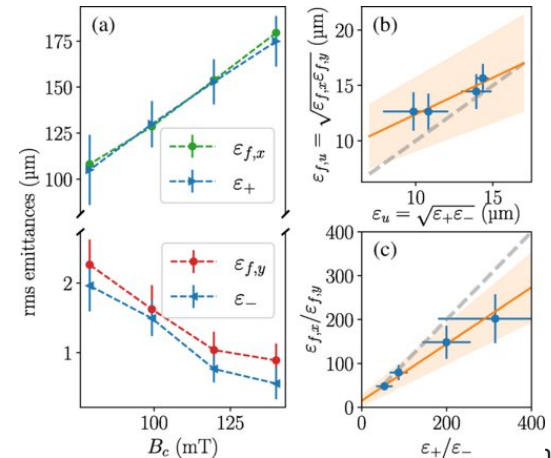 (a)
rms emittances (μm)
175
150
125
100
2
1
ε_{f,x}
ε_+
ε_{f,y}
ε_−
100
125
B_c (mT)
(b)
ε_{f,u} = √ε_{f,x}ε_{f,y} (μm)
20
15
10
10
15
ε_u = √ε_+ε_− (μm)
(c)
ε_{f,x}/ε_{f,y}
400
300
200
100
0
0
200
400
ε_+/ε_−